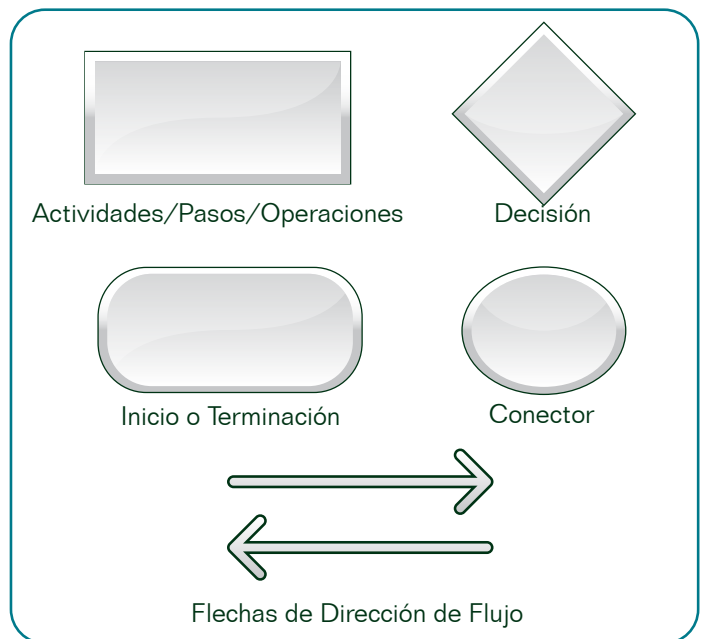 Actividades/Pasos/Operaciones
Decisión
Inicio o Terminación
Conector
Flechas de Dirección de Flujo